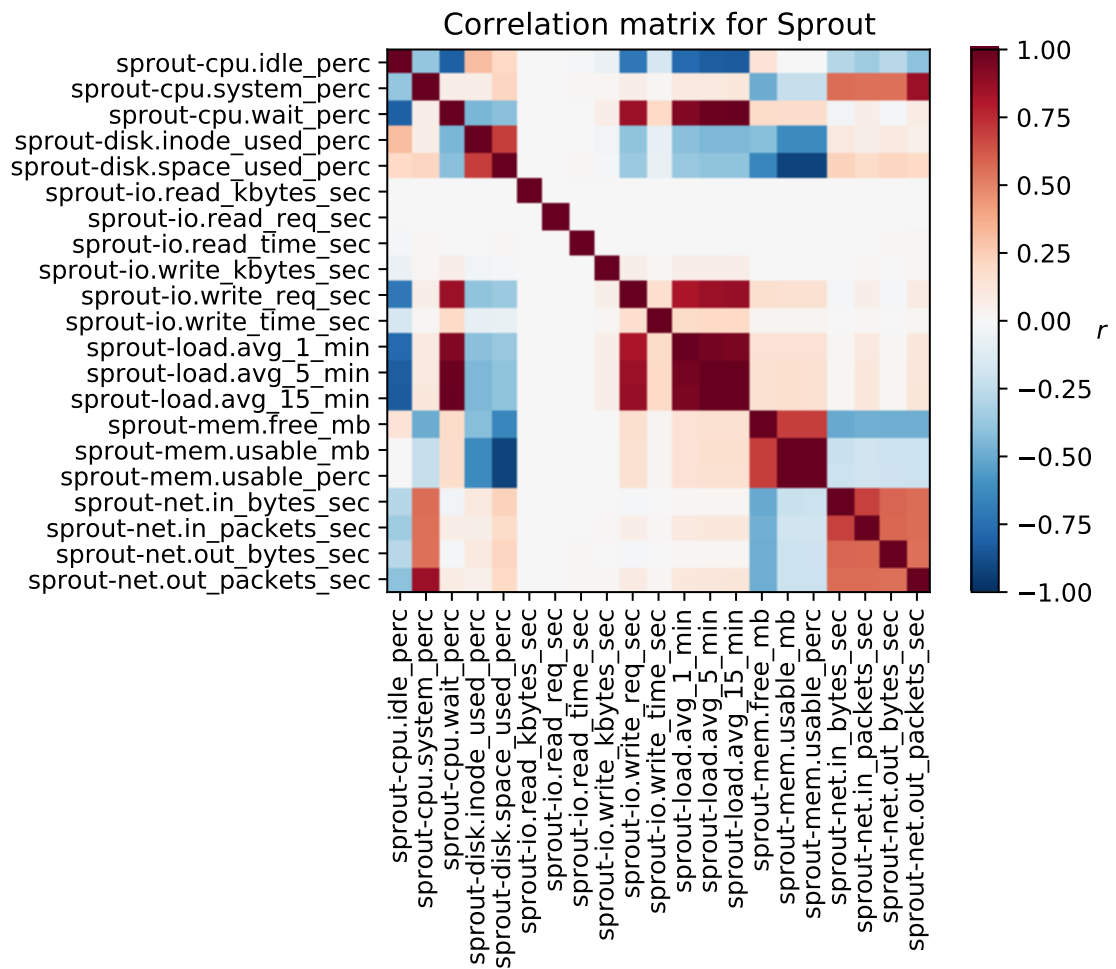 Correlation matrix for Sprout
sprout-cpu.idle_perc
sprout-cpu.system_perc
sprout-cpu.wait_perc
sprout-disk.inode_used_perc
sprout-disk.space_used_perc
sprout-io.read_kbytes_sec
sprout-io.read_req_sec
sprout-io.read_time_sec
sprout-io.write_kbytes_sec
sprout-io.write_req_sec
sprout-io.write_time_sec
sprout-load.avg_1_min
sprout-load.avg_5_min
sprout-load.avg_15_min
sprout-mem.free_mb
sprout-mem.usable_mb
sprout-mem.usable_perc
sprout-net.in_bytes_sec
sprout-net.in_packets_sec
sprout-net.out_bytes_sec
sprout-net.out_packets_sec
sprout-cpu.idle_perc
sprout-cpu.system_perc
sprout-cpu.wait_perc
sprout-disk.inode_used_perc
sprout-disk.space_used_perc
sprout-io.read_kbytes_sec
sprout-io.read_req_sec
sprout-io.read_time_sec
sprout-io.write_kbytes_sec
sprout-io.write_req_sec
sprout-io.write_time_sec
sprout-load.avg_1_min
sprout-load.avg_5_min
sprout-load.avg_15_min
sprout-mem.free_mb
sprout-mem.usable_mb
sprout-mem.usable_perc
sprout-net.in_bytes_sec
sprout-net.in_packets_sec
sprout-net.out_bytes_sec
sprout-net.out_packets_sec
1.00
0.75
0.50
0.25
0.00
−0.25
−0.50
−0.75
−1.00
r